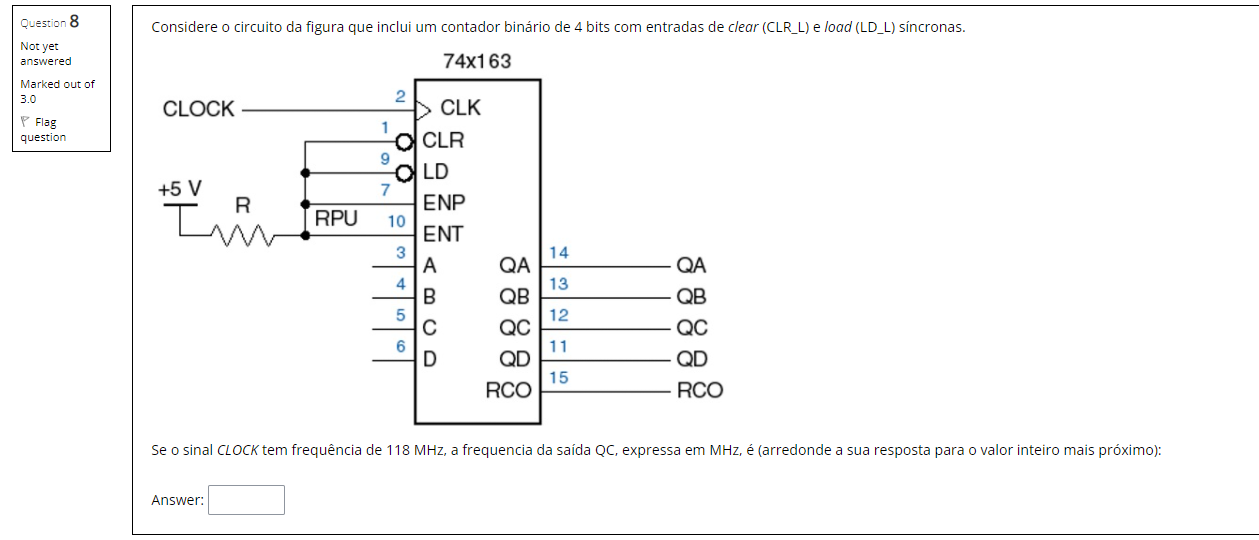 Question 8
Not yet
answered
Marked out of
3.0
Flag
question
Considere o circuito da figura que inclui um contador binário de 4 bits com entradas de clear (CLR_L) e load (LD_L) síncronas.
74x163
CLOCK
2
CLK
1
CLR
9
LD
+5 V
7
ENP
R
RPU
10
ENT
3
A
QA
14
QA
4
B
QB
13
QB
5
C
QC
12
QC
6
D
QD
11
QD
RCO
15
RCO
Se o sinal CLOCK tem frequência de 118 MHz, a frequencia da saída QC, expressa em MHz, é (arredonde a sua resposta para o valor inteiro mais próximo):
Answer: